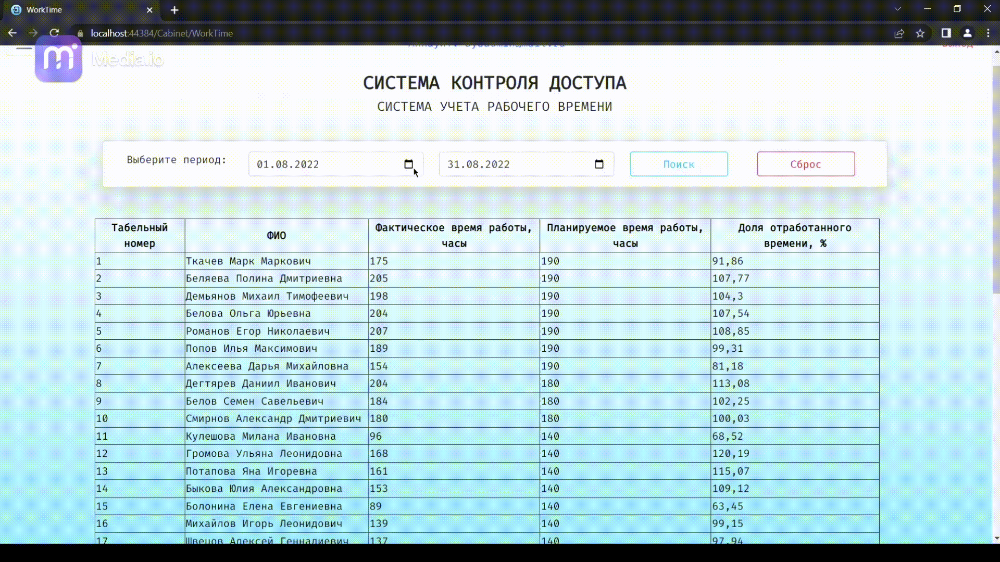 WorkTime
localhost:44384/Cabinet/WorkTime
Media.io
СИСТЕМА КОНТРОЛЯ ДОСТУПА
СИСТЕМА УЧЕТА РАБОЧЕГО ВРЕМЕНИ
Выберите период: 01.08.2022 31.08.2022 Поиск Сброс
Табельный номер ФИО Фактическое время работы, часы Планируемое время работы, часы Доля отработанного времени, %
1 Ткачев Марк Маркович 175 190 91,86
2 Беляева Полина Дмитриевна 205 190 107,77
3 Демьянов Михаил Тимофеевич 198 190 104,3
4 Белова Ольга Юрьевна 204 190 107,54
5 Романов Егор Николаевич 207 190 108,85
6 Попов Илья Максимович 189 190 99,31
7 Алексеева Дарья Михайловна 154 190 81,18
8 Дегтярев Даниил Иванович 204 180 113,08
9 Белов Семен Савельевич 184 180 102,25
10 Смирнов Александр Дмитриевич 180 180 100,03
11 Кулешова Милана Ивановна 96 140 68,52
12 Громова Ульяна Леонидовна 168 140 120,19
13 Потапова Яна Игоревна 161 140 115,07
14 Быкова Юлия Александровна 153 140 109,12
15 Болонина Елена Евгениевна 89 140 63,45
16 Михайлов Игорь Леонидович 139 140 99,15
17 Швецов Алексей Геннадиевич 137 140 97,94